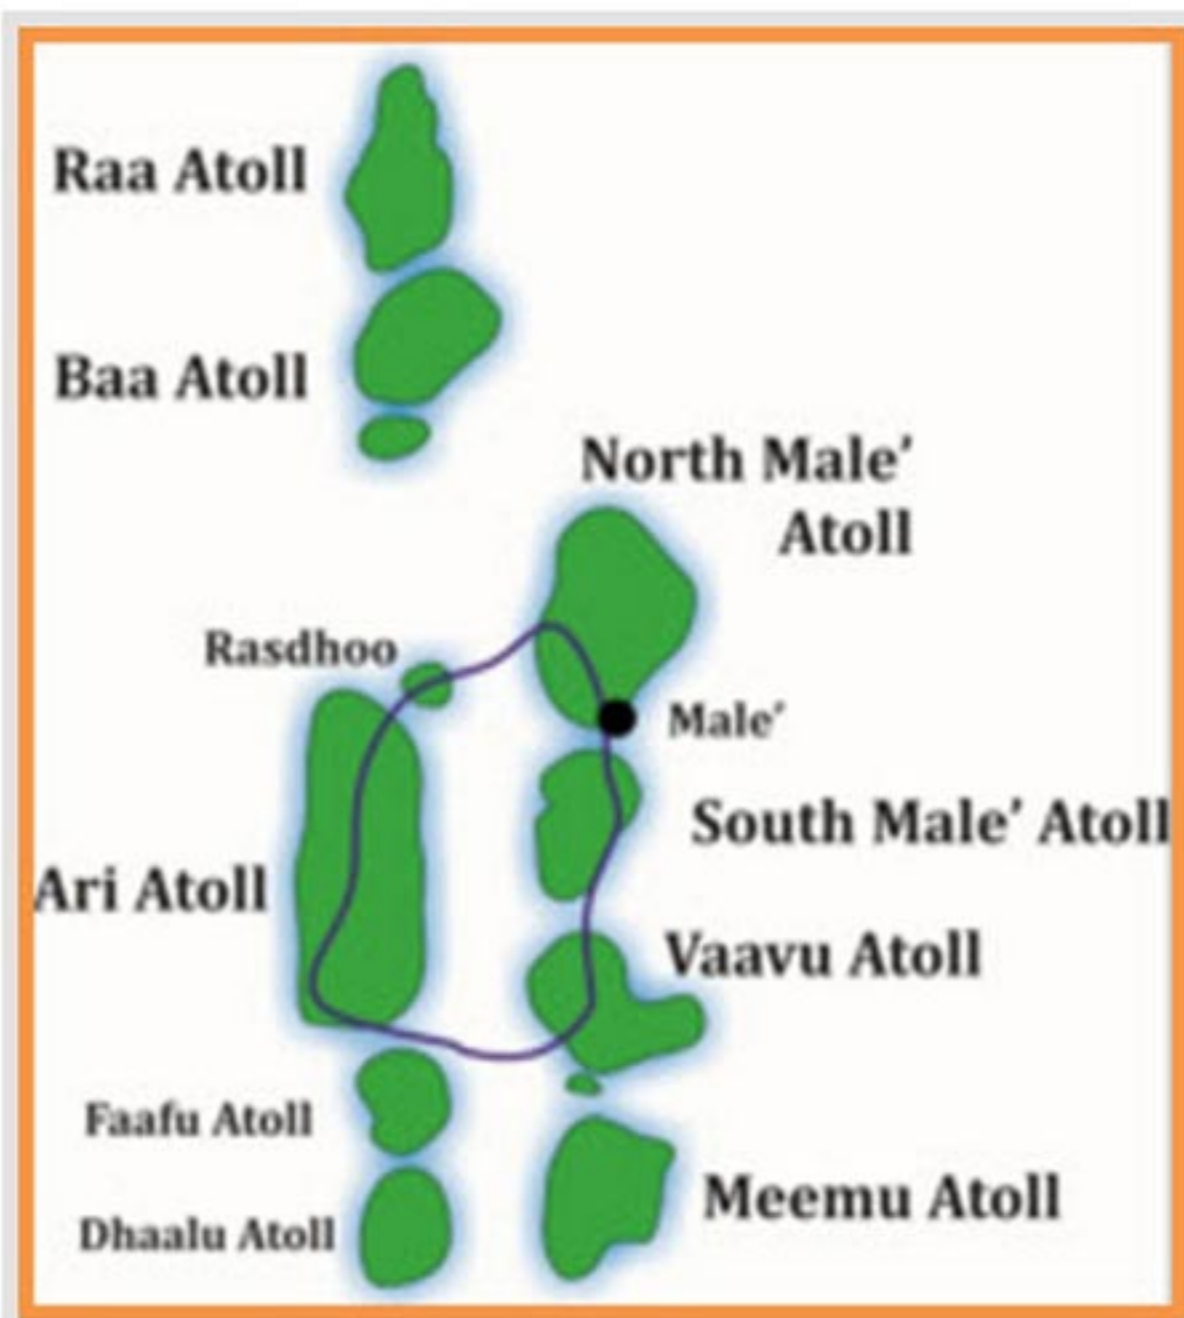 Raa Atoll
Baa Atoll
North Male′
Atoll
Rasdhoo
Male′
South Male′ Atoll
Ari Atoll
Vaavu Atoll
Faafu Atoll
Meemu Atoll
Dhaalu Atoll